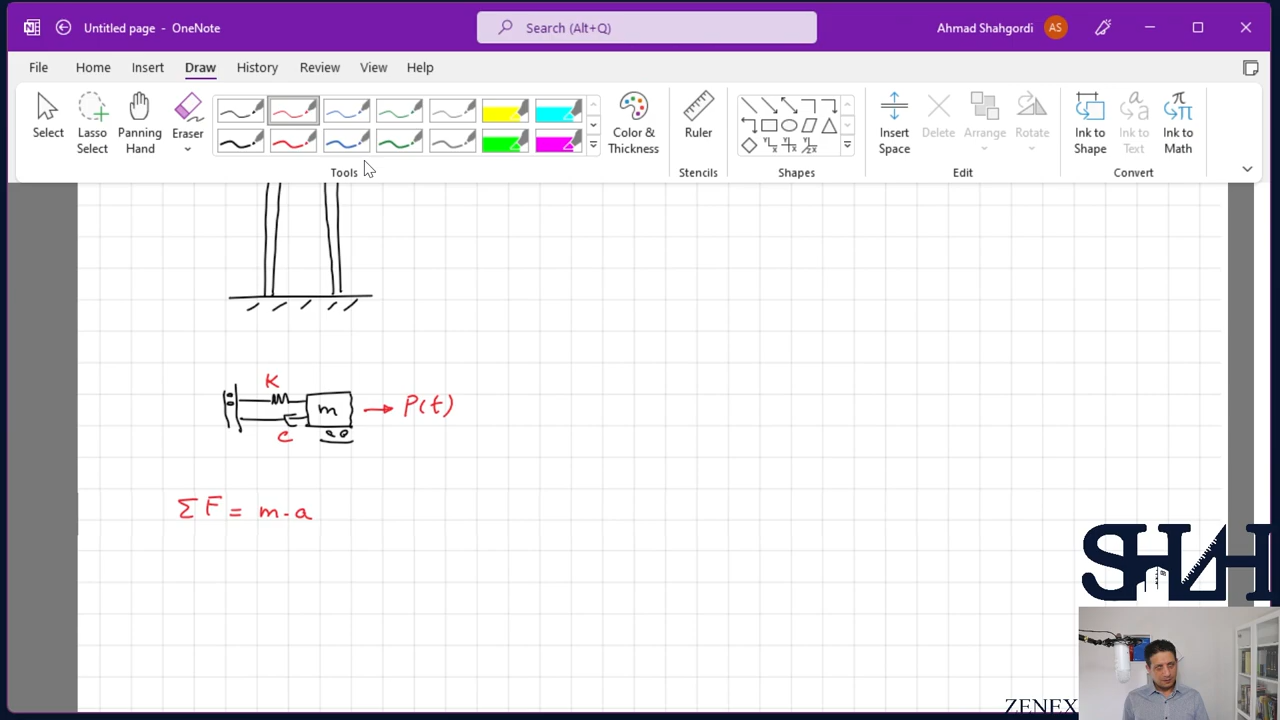 Untitled page - OneNote
Search (Alt+Q)
Ahmad Shahgordi
AS
File Home Insert Draw History Review View Help
Select
Lasso Select
Panning Hand
Eraser
Color & Thickness
Ruler
Insert Space
Delete
Arrange
Rotate
Ink to Shape
Ink to Text
Ink to Math
Tools
Stencils
Shapes
Edit
Convert
K
m → P(t)
C
ΣF = m.a
SHAH
ZENEX